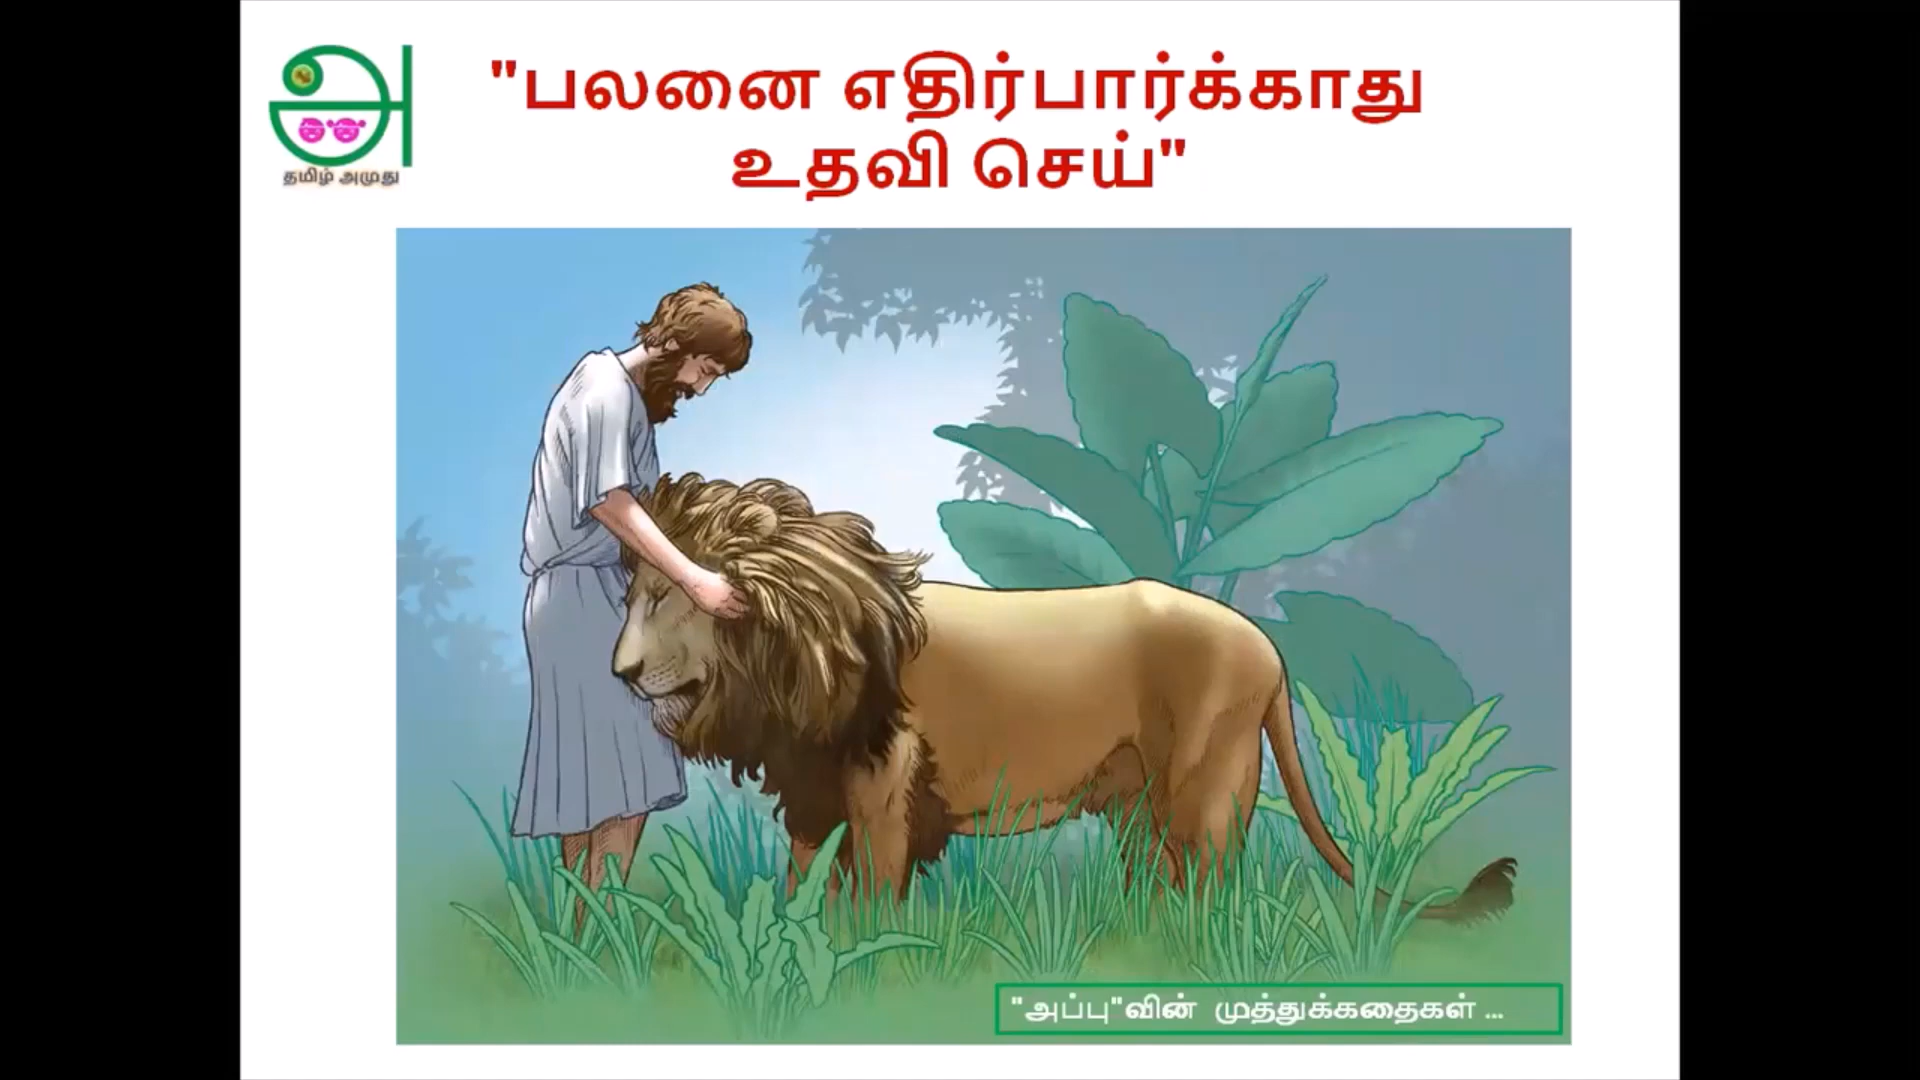 "பலனை எதிர்பார்க்காது
உதவி செய்"
தமிழ் அமுது
"அப்பு"வின் முத்துக்கதைகள் ...